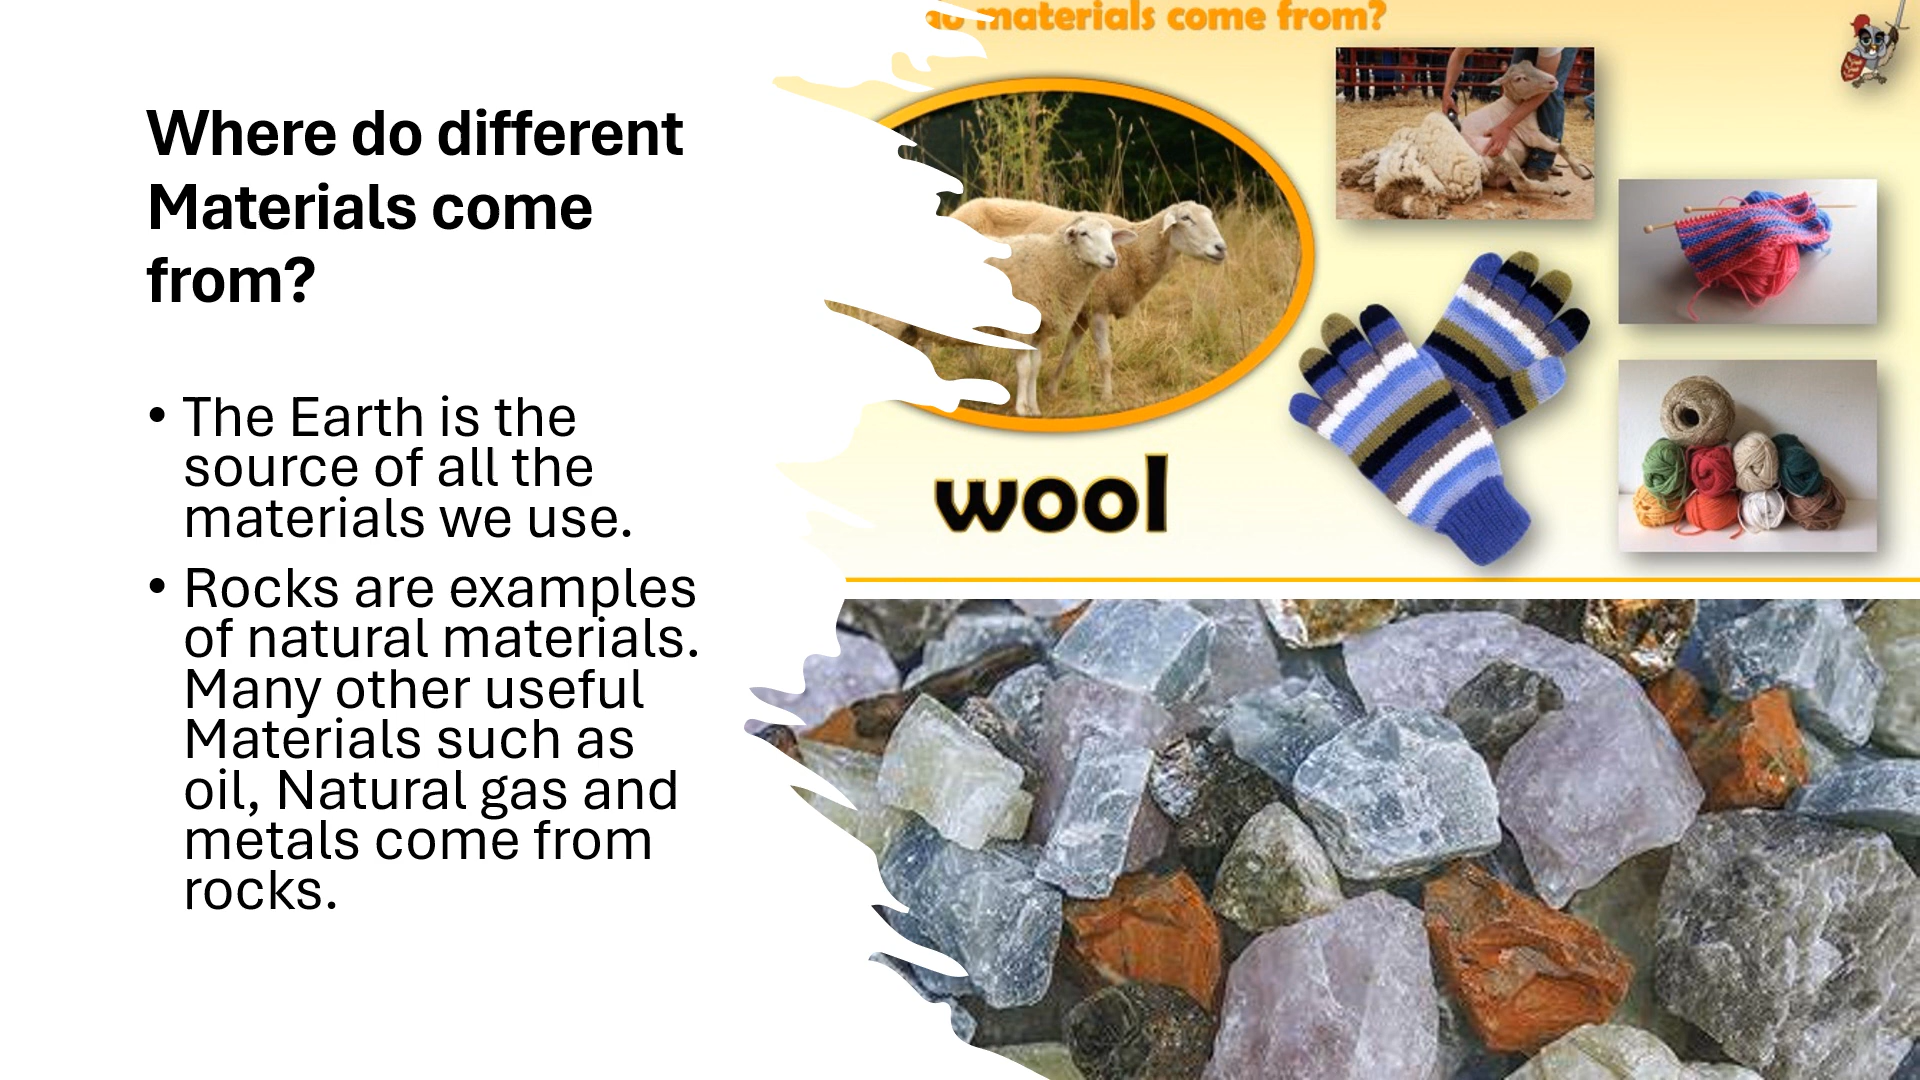 Where do different
Materials come
from?
• The Earth is the
source of all the
materials we use.
• Rocks are examples
of natural materials.
Many other useful
Materials such as
oil, Natural gas and
metals come from
rocks.
do materials come from?
wool